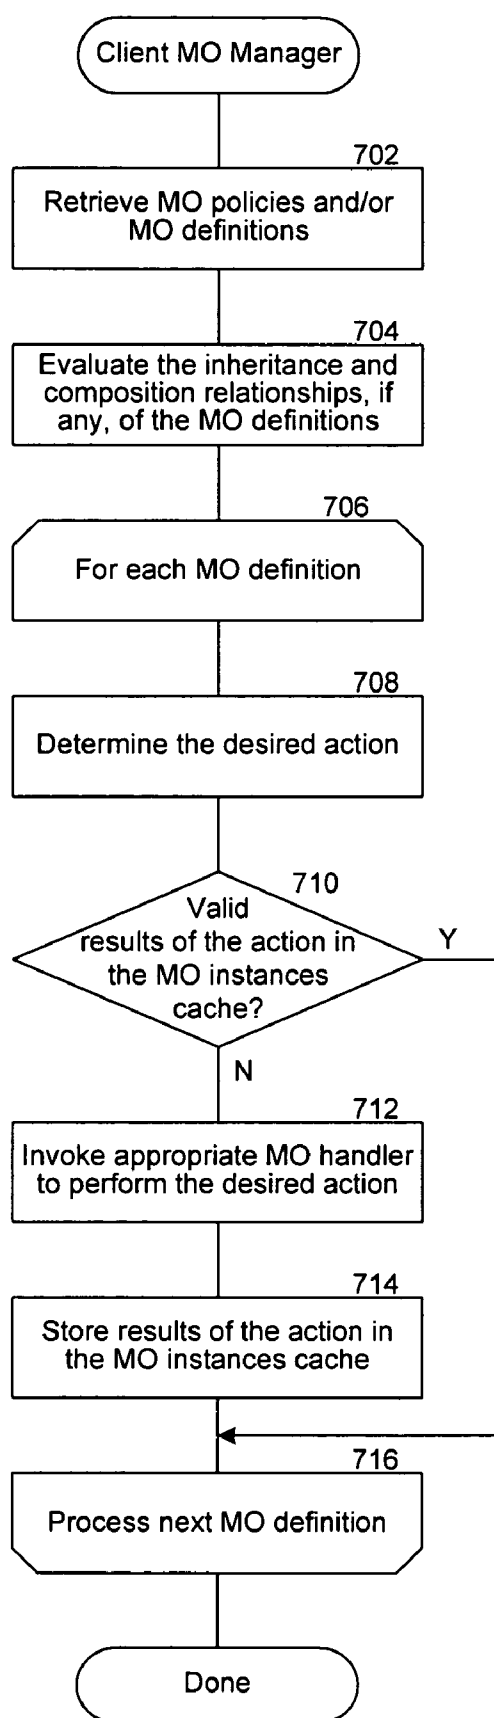 Client MO Manager
702
Retrieve MO policies and/or
MO definitions
704
Evaluate the inheritance and
composition relationships, if
any, of the MO definitions
706
For each MO definition
708
Determine the desired action
710
Valid
results of the action in
the MO instances
cache?
Y
N
712
Invoke appropriate MO handler
to perform the desired action
714
Store results of the action in
the MO instances cache
716
Process next MO definition
Done